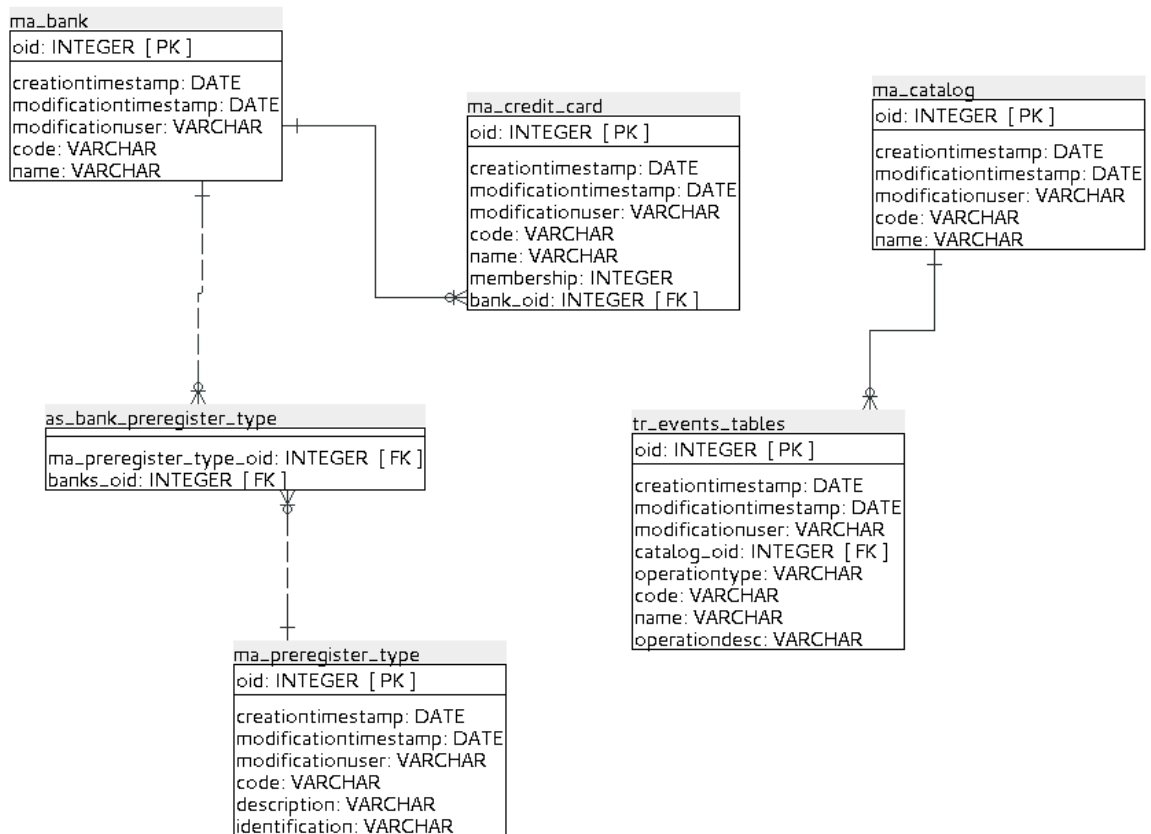 ma_bank
oid: INTEGER [ PK ]
creationtimestamp: DATE
modificationtimestamp: DATE
modificationuser: VARCHAR
code: VARCHAR
name: VARCHAR
ma_credit_card
oid: INTEGER [ PK ]
creationtimestamp: DATE
modificationtimestamp: DATE
modificationuser: VARCHAR
code: VARCHAR
name: VARCHAR
membership: INTEGER
bank_oid: INTEGER [ FK ]
ma_catalog
oid: INTEGER [ PK ]
creationtimestamp: DATE
modificationtimestamp: DATE
modificationuser: VARCHAR
code: VARCHAR
name: VARCHAR
as_bank_preregister_type
ma_preregister_type_oid: INTEGER [ FK ]
banks_oid: INTEGER [ FK ]
tr_events_tables
oid: INTEGER [ PK ]
creationtimestamp: DATE
modificationtimestamp: DATE
modificationuser: VARCHAR
catalog_oid: INTEGER [ FK ]
operationtype: VARCHAR
code: VARCHAR
name: VARCHAR
operationdesc: VARCHAR
ma_preregister_type
oid: INTEGER [ PK ]
creationtimestamp: DATE
modificationtimestamp: DATE
modificationuser: VARCHAR
code: VARCHAR
description: VARCHAR
identification: VARCHAR